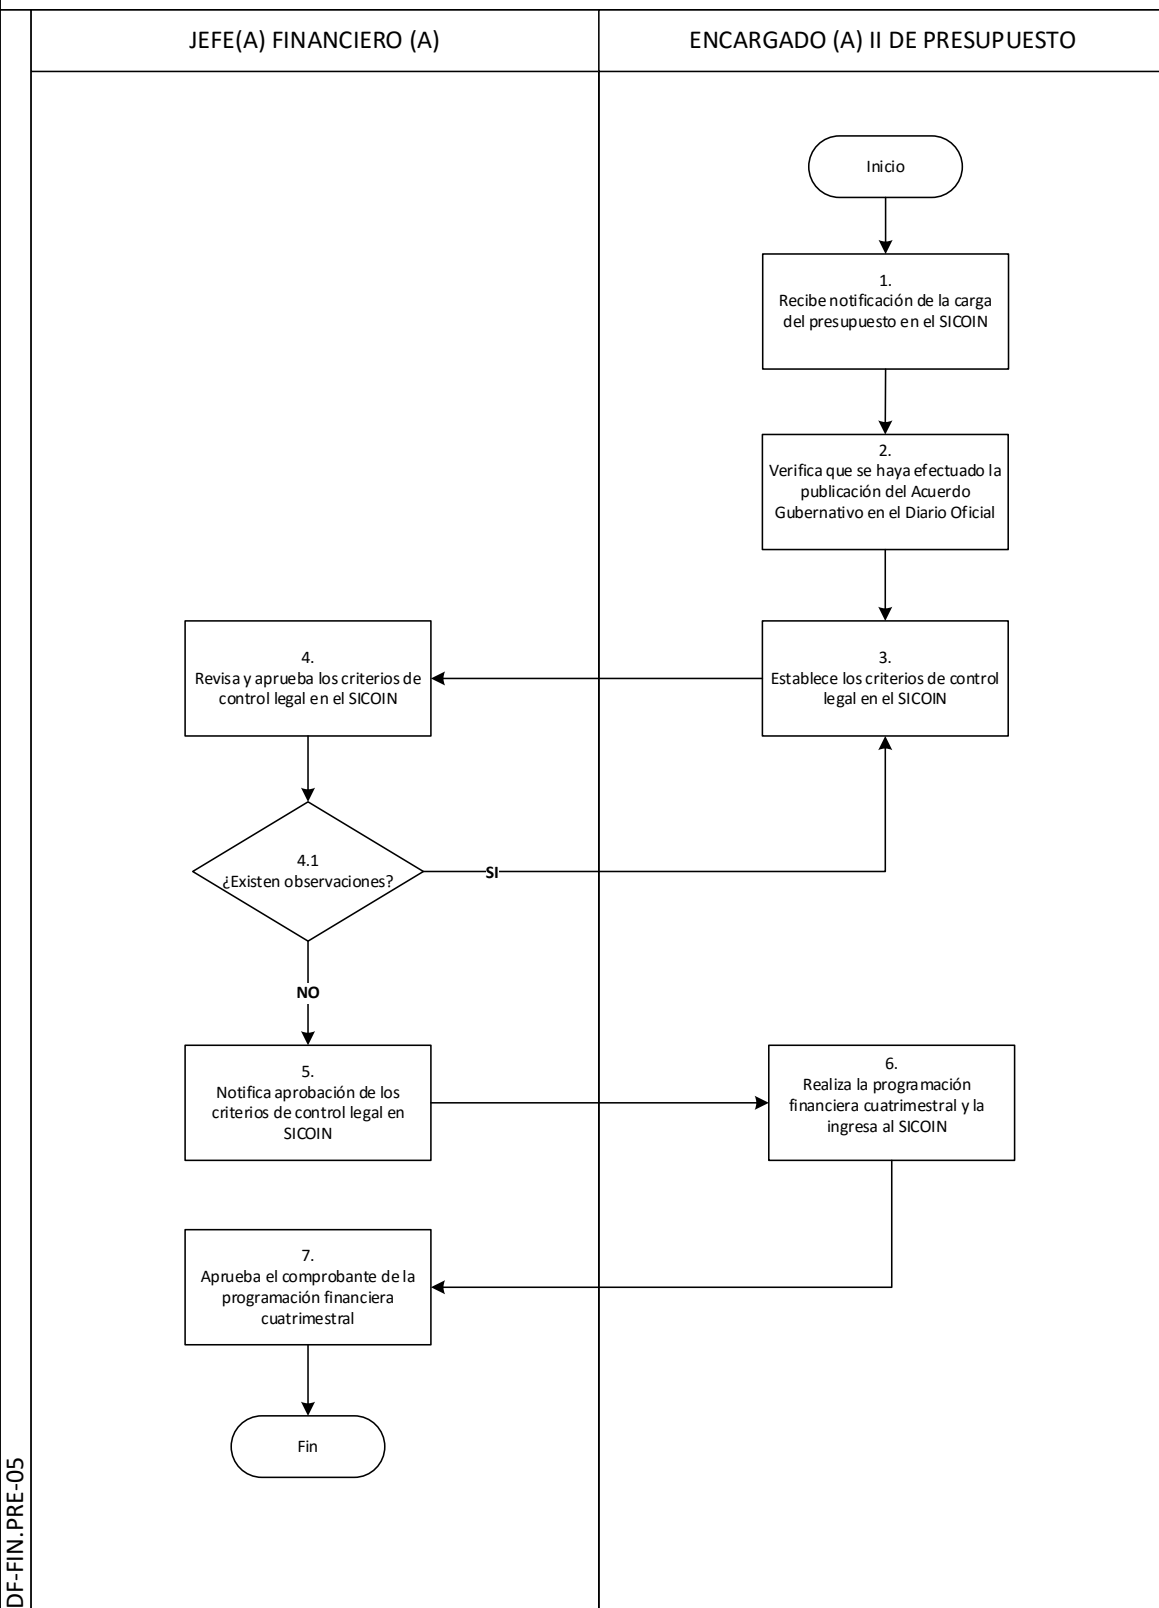 JEFE(A) FINANCIERO (A)
ENCARGADO (A) II DE PRESUPUESTO
Inicio
1.
Recibe notificación de la carga
del presupuesto en el SICOIN
2.
Verifica que se haya efectuado la
publicación del Acuerdo
Gubernativo en el Diario Oficial
3.
Establece los criterios de control
legal en el SICOIN
4.
Revisa y aprueba los criterios de
control legal en el SICOIN
4.1
¿Existen observaciones?
SI
NO
5.
Notifica aprobación de los
criterios de control legal en
SICOIN
6.
Realiza la programación
financiera cuatrimestral y la
ingresa al SICOIN
7.
Aprueba el comprobante de la
programación financiera
cuatrimestral
Fin
DF-FIN.PRE-05